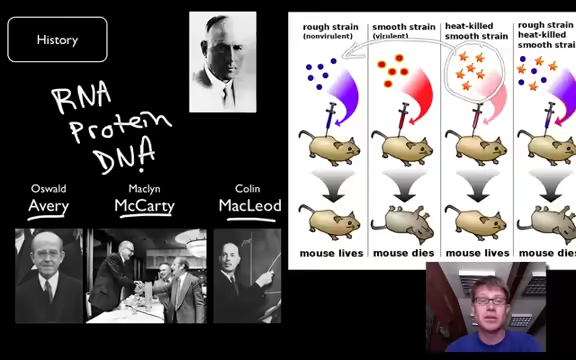 History
RNA
Protein
DNA
Oswald
Avery
Maclyn
McCarty
Colin
MacLeod
rough strain
(nonvirulent)
smooth strain
(virulent)
heat-killed
smooth strain
rough strain
heat-killed
smooth strain
mouse lives
mouse dies
mouse lives
mouse dies